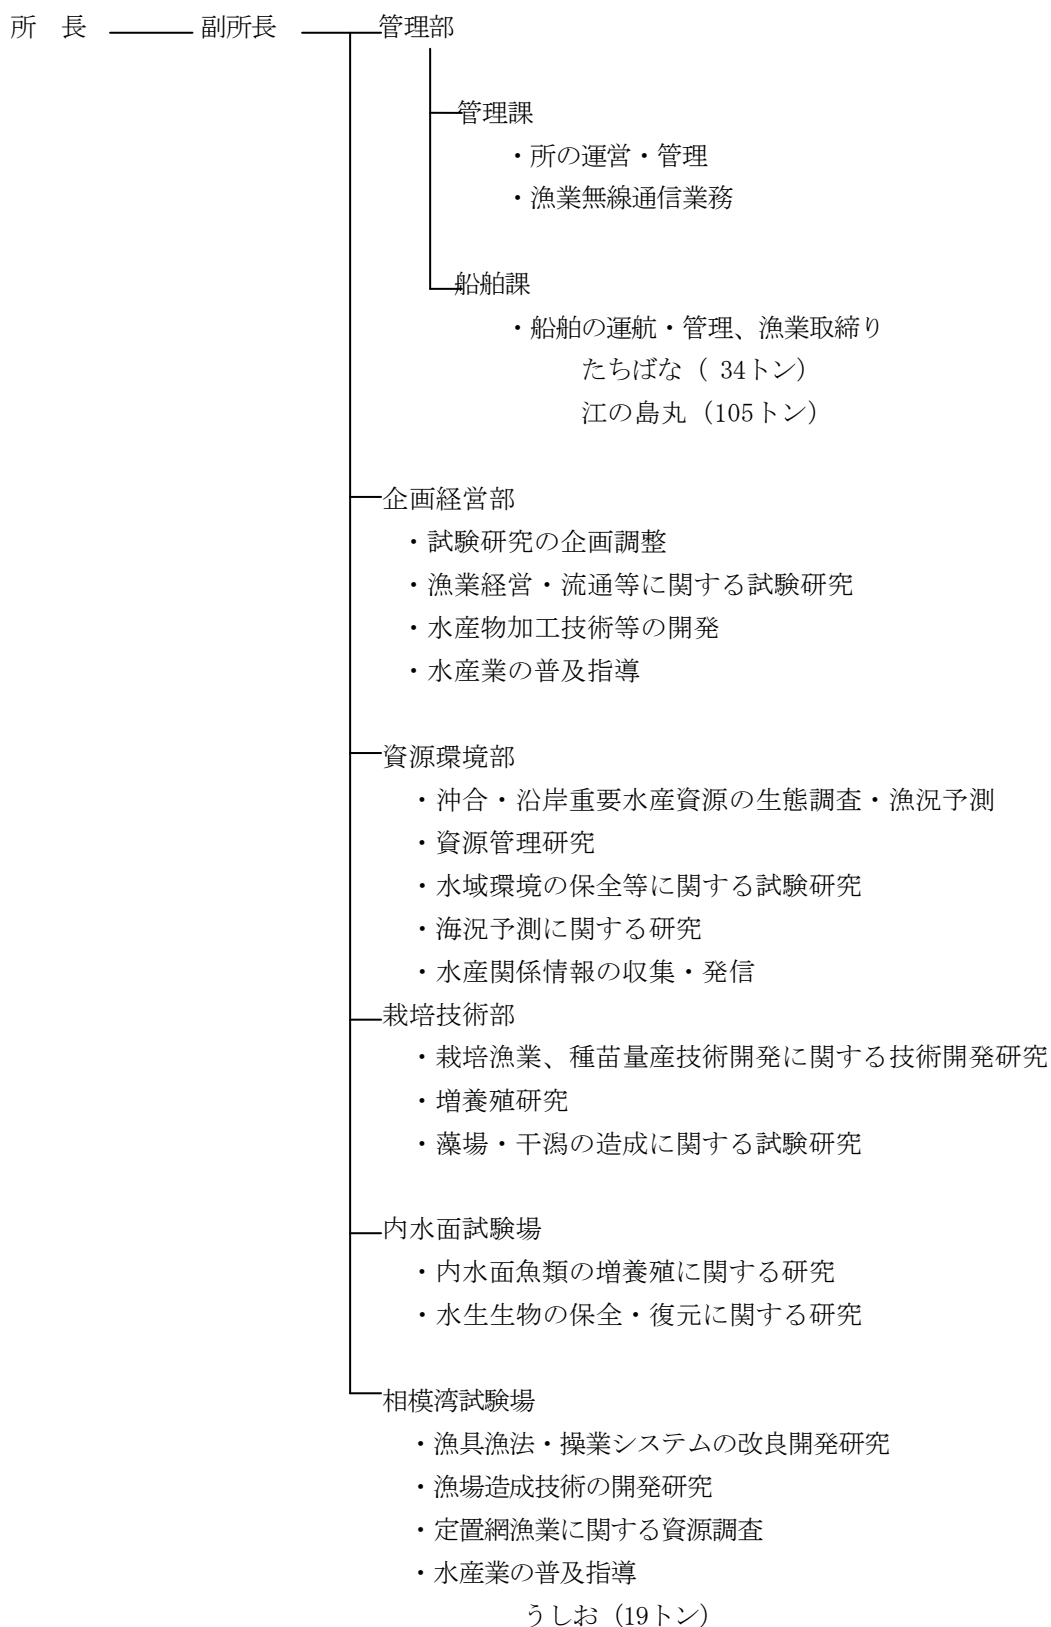 所　長　副所長　管理部
管理課
・所の運営・管理
・漁業無線通信業務
船舶課
・船舶の運航・管理、漁業取締り
たちばな（ 34トン）
江の島丸（105トン）
企画経営部
・試験研究の企画調整
・漁業経営・流通等に関する試験研究
・水産物加工技術等の開発
・水産業の普及指導
資源環境部
・沖合・沿岸重要水産資源の生態調査・漁況予測
・資源管理研究
・水域環境の保全等に関する試験研究
・海況予測に関する研究
・水産関係情報の収集・発信
栽培技術部
・栽培漁業、種苗量産技術開発に関する技術開発研究
・増養殖研究
・藻場・干潟の造成に関する試験研究
内水面試験場
・内水面魚類の増養殖に関する研究
・水生生物の保全・復元に関する研究
相模湾試験場
・漁具漁法・操業システムの改良開発研究
・漁場造成技術の開発研究
・定置網漁業に関する資源調査
・水産業の普及指導
うしお（19トン）